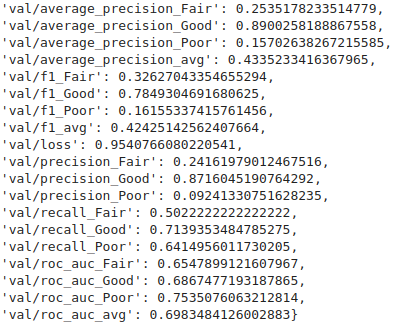 'val/average_precision_Fair': 0.2535178233514779,
'val/average_precision_Good': 0.8900258188867558,
'val/average_precision_Poor': 0.15702638267215585,
'val/average_precision_avg': 0.4335233416367965,
'val/f1_Fair': 0.32627043354655294,
'val/f1_Good': 0.7849304691680625,
'val/f1_Poor': 0.16155337415761456,
'val/f1_avg': 0.42425142562407664,
'val/loss': 0.9540766080220541,
'val/precision_Fair': 0.24161979012467516,
'val/precision_Good': 0.8716045190764292,
'val/precision_Poor': 0.09241330751628235,
'val/recall_Fair': 0.5022222222222222,
'val/recall_Good': 0.7139353484785275,
'val/recall_Poor': 0.6414956011730205,
'val/roc_auc_Fair': 0.6547899121607967,
'val/roc_auc_Good': 0.6867477193187865,
'val/roc_auc_Poor': 0.7535076063212814,
'val/roc_auc_avg': 0.6983484126002883}